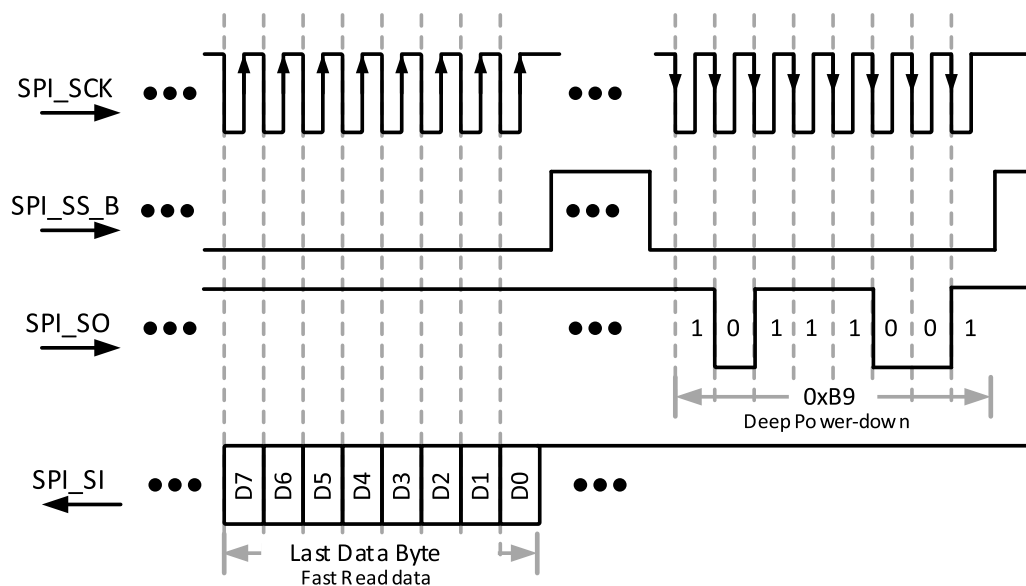 SPI_SCK
SPI_SS_B
SPI_SO
1 0 1 1 1 0 0 1
0xB9
Deep Power-down
SPI_SI
D7 D6 D5 D4 D3 D2 D1 D0
Last Data Byte
Fast Read data